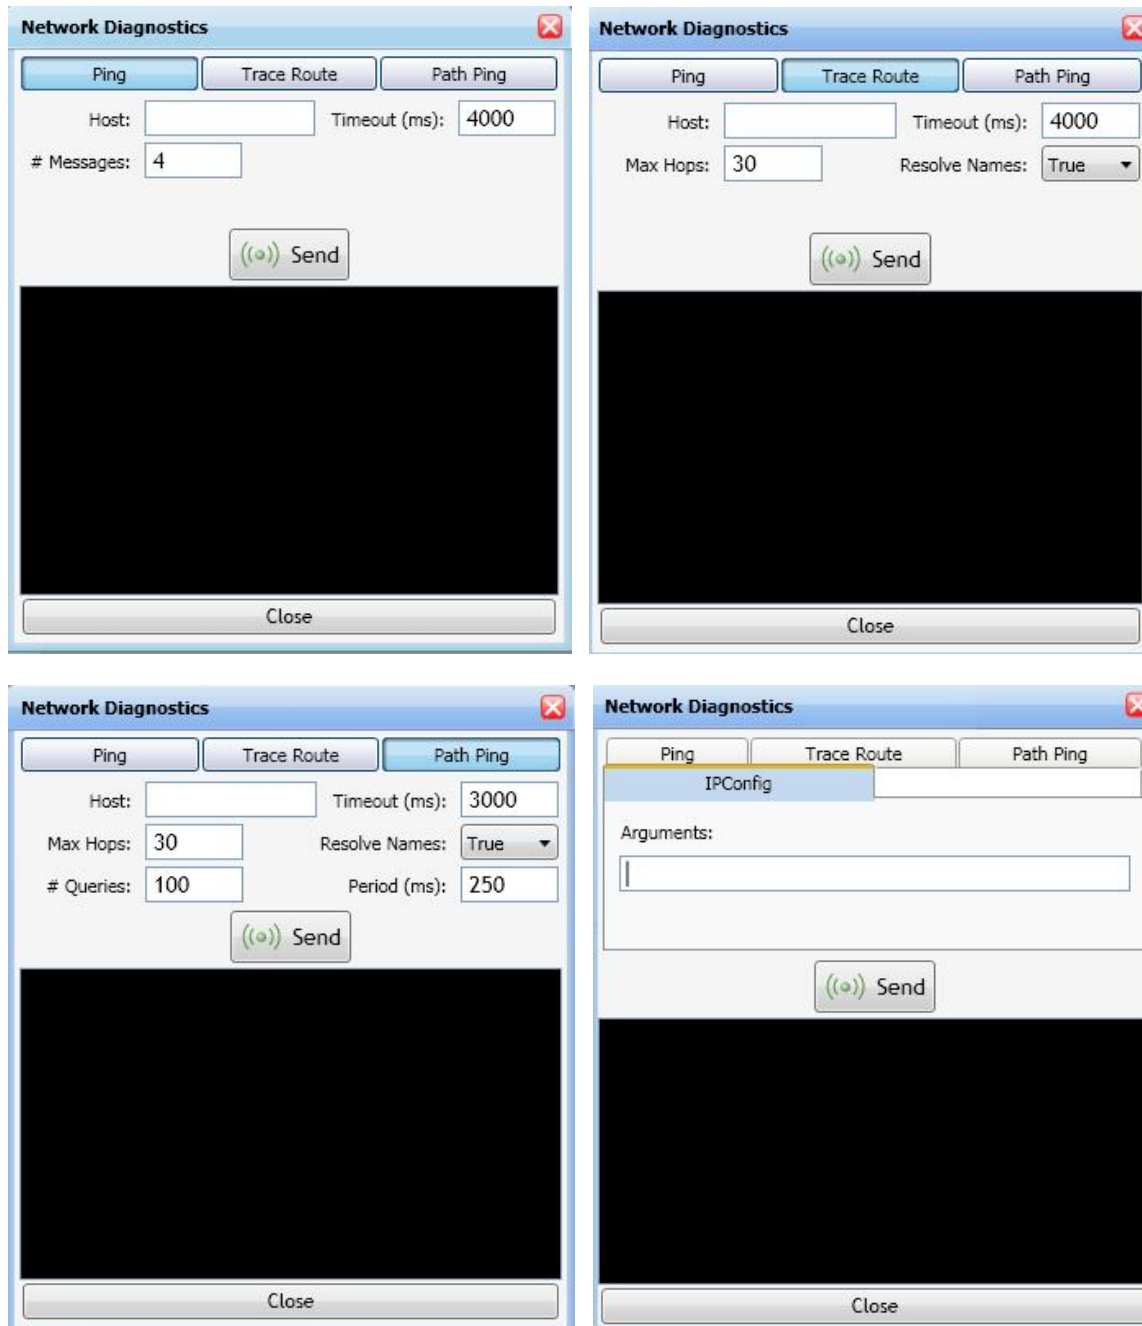 Network Diagnostics
Ping Trace Route Path Ping
Host: Timeout (ms): 4000
# Messages: 4
Send
Close
Network Diagnostics
Ping Trace Route Path Ping
Host: Timeout (ms): 4000
Max Hops: 30 Resolve Names: True
Send
Close
Network Diagnostics
Ping Trace Route Path Ping
Host: Timeout (ms): 3000
Max Hops: 30 Resolve Names: True
# Queries: 100 Period (ms): 250
Send
Close
Network Diagnostics
Ping Trace Route Path Ping
IPConfig
Arguments:
Send
Close